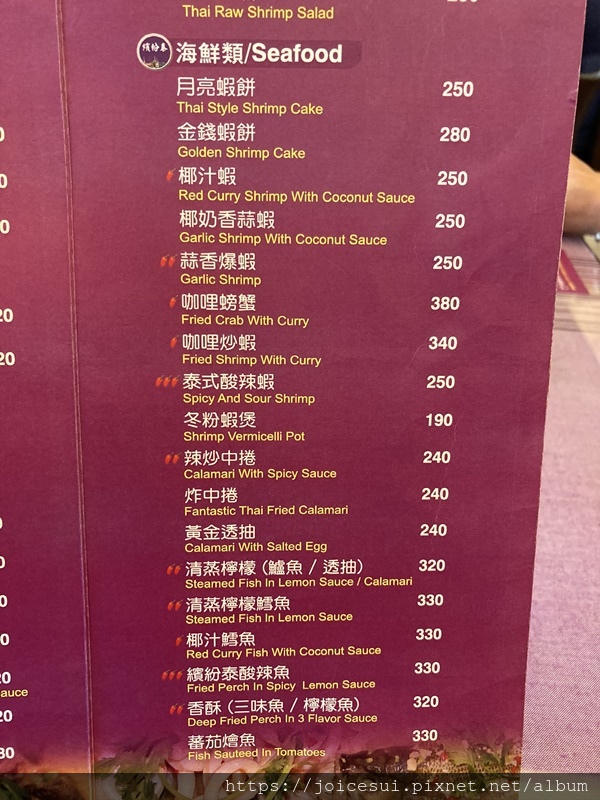 Thai Raw Shrimp Salad
繽紛泰 海鮮類/Seafood
月亮蝦餅 250
Thai Style Shrimp Cake
金錢蝦餅 280
Golden Shrimp Cake
椰汁蝦 250
Red Curry Shrimp With Coconut Sauce
椰奶香蒜蝦 250
Garlic Shrimp With Coconut Sauce
蒜香爆蝦 250
Garlic Shrimp
咖哩螃蟹 380
Fried Crab With Curry
咖哩炒蝦 340
Fried Shrimp With Curry
泰式酸辣蝦 250
Spicy And Sour Shrimp
冬粉蝦煲 190
Shrimp Vermicelli Pot
辣炒中捲 240
Calamari With Spicy Sauce
炸中捲 240
Fantastic Thai Fried Calamari
黃金透抽 240
Calamari With Salted Egg
清蒸檸檬 (鱸魚 / 透抽) 320
Steamed Fish In Lemon Sauce / Calamari
清蒸檸檬鱈魚 330
Steamed Fish In Lemon Sauce
椰汁鱈魚 330
Red Curry Fish With Coconut Sauce
繽紛泰酸辣魚 330
Fried Perch In Spicy Lemon Sauce
香酥 (三味魚 / 檸檬魚) 320
Deep Fried Perch In 3 Flavor Sauce
蕃茄燴魚 330
Fish Sauteed In Tomatoes
https://joicesui.pixnet.net/album